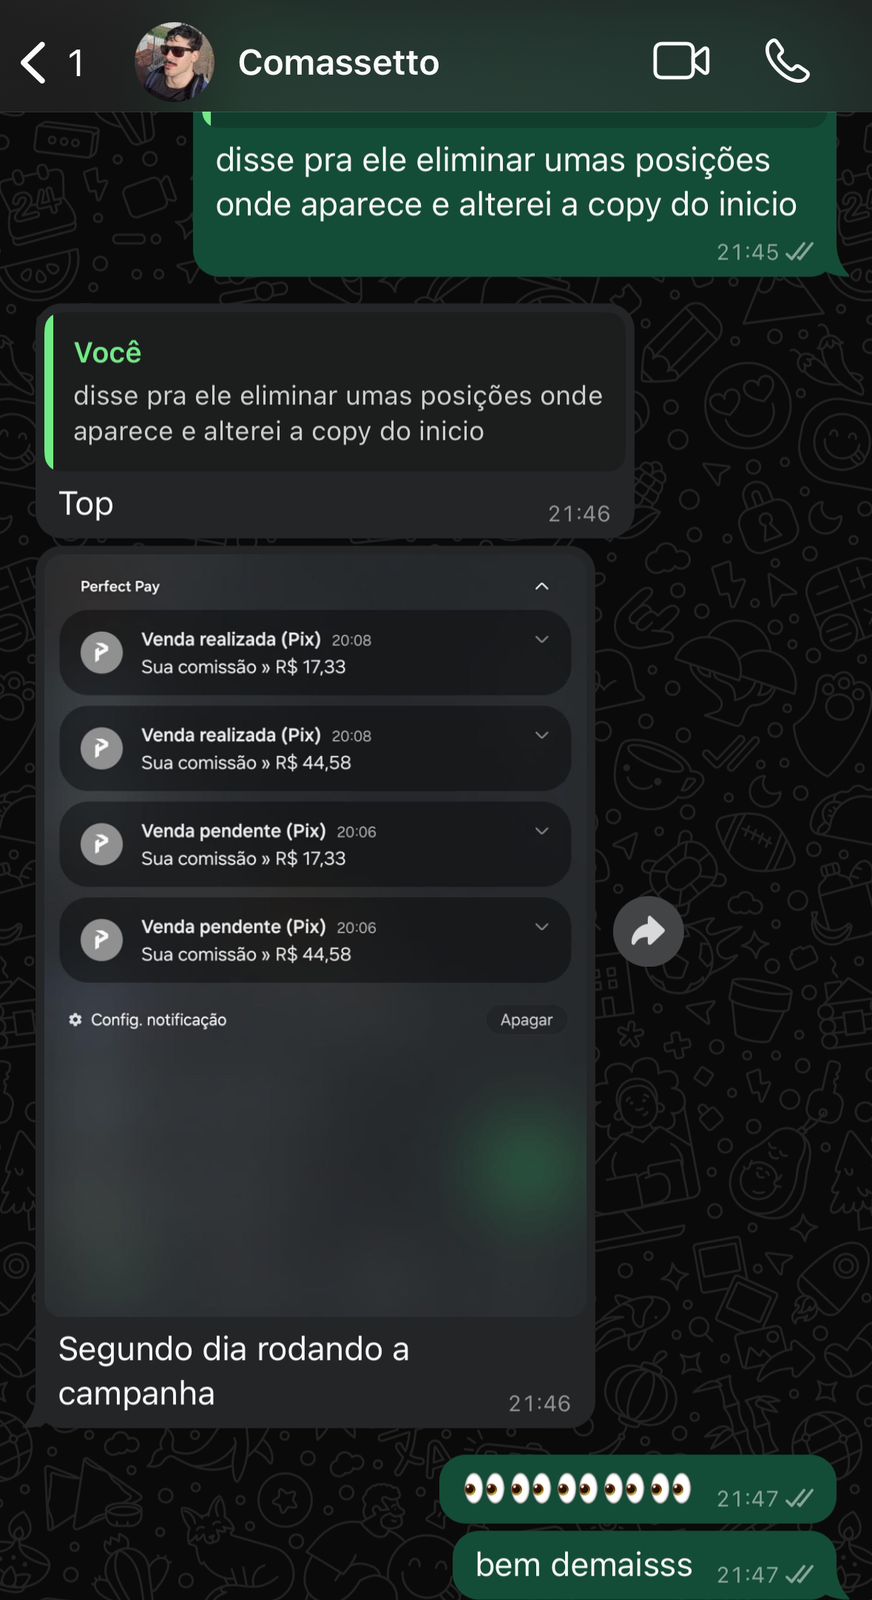 1
Comassetto
disse pra ele eliminar umas posições
onde aparece e alterei a copy do inicio
21:45
Você
disse pra ele eliminar umas posições onde
aparece e alterei a copy do inicio
Top
21:46
Perfect Pay
Venda realizada (Pix) 20:08
Sua comissão » R$ 17,33
Venda realizada (Pix) 20:08
Sua comissão » R$ 44,58
Venda pendente (Pix) 20:06
Sua comissão » R$ 17,33
Venda pendente (Pix) 20:06
Sua comissão » R$ 44,58
Config. notificação
Apagar
Segundo dia rodando a
campanha
21:46
👀👀👀👀👀 21:47
bem demaisss 21:47